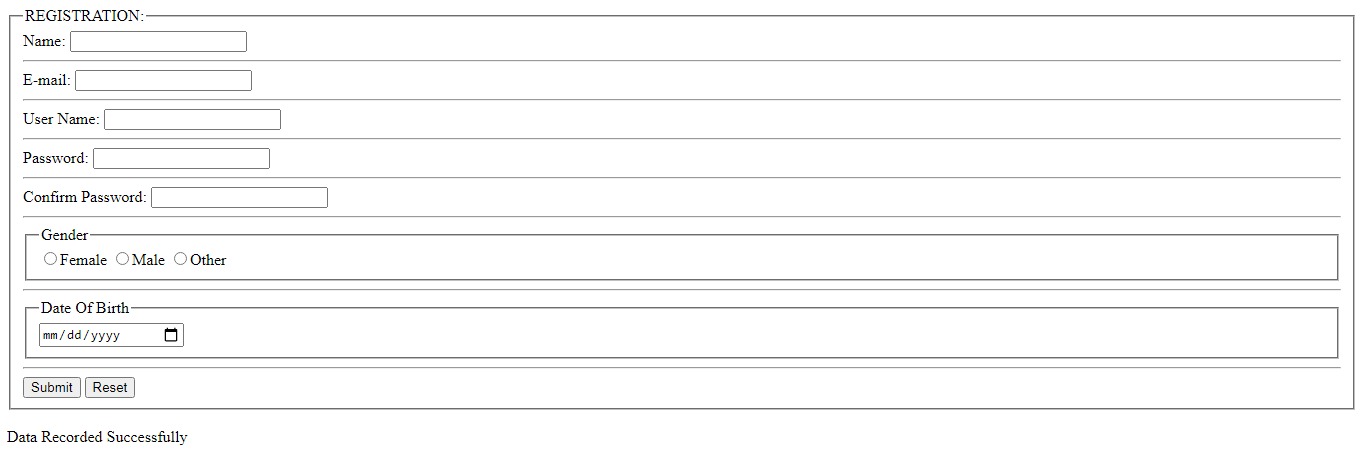 REGISTRATION:
Name:
E-mail:
User Name:
Password:
Confirm Password:
Gender
Female Male Other
Date Of Birth
mm/dd/yyyy
Submit Reset
Data Recorded Successfully